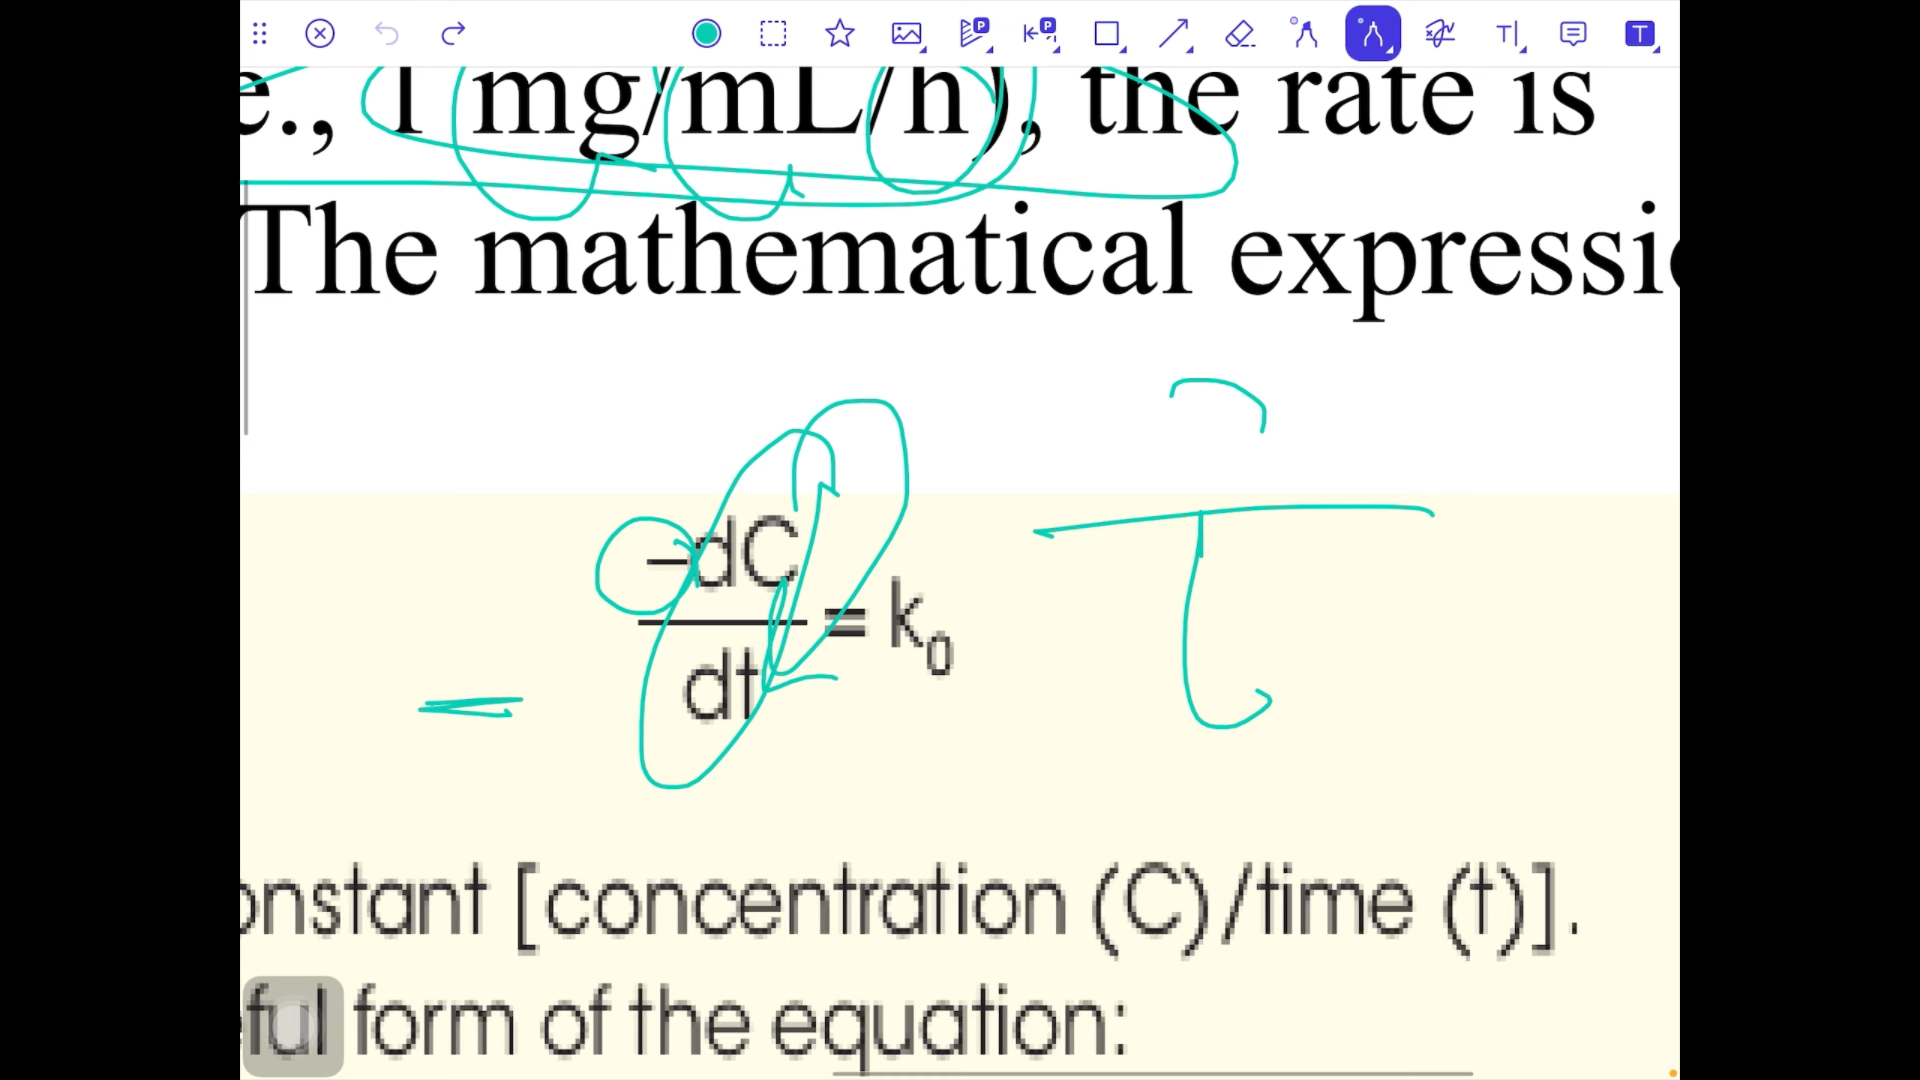 e., 1 mg/mL/h), the rate is
The mathematical expressi
-dC
dt
= k0
onstant [concentration (C)/time (t)].
ful form of the equation: